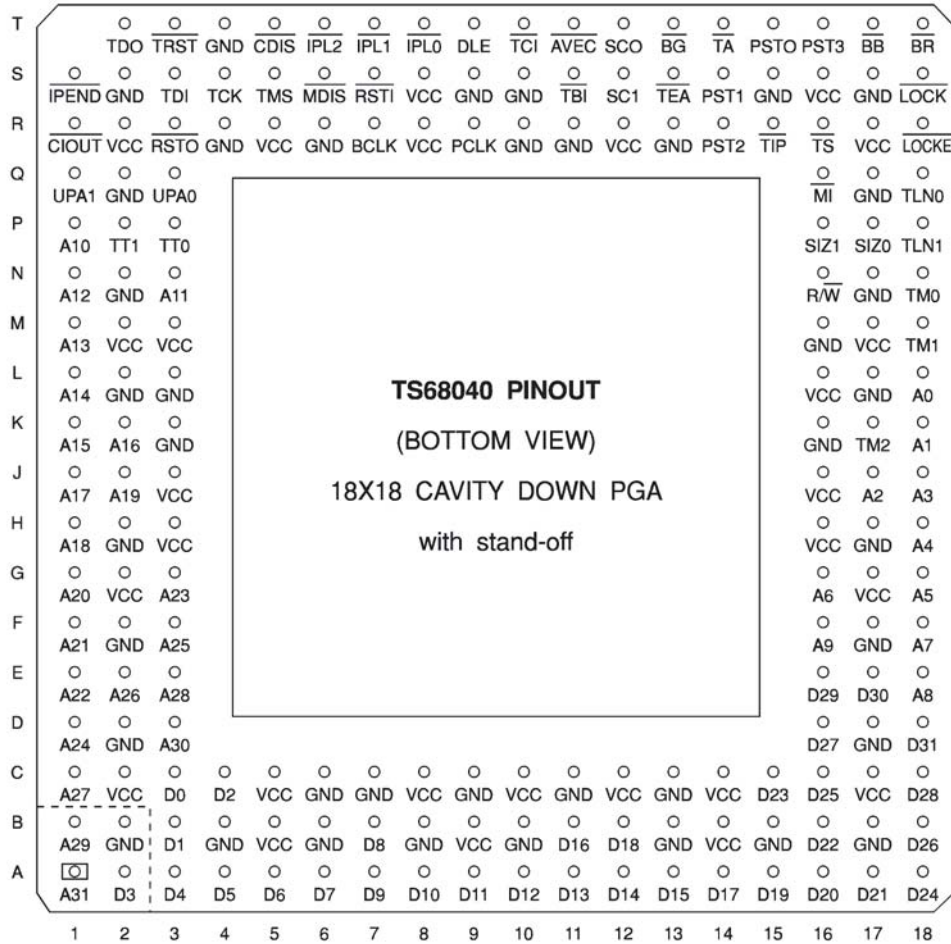 T
TDO TRST GND CDIS IPL2 IPL1 IPL0 DLE TCI AVEC SCO BG TA PSTO PST3 BB BR
S
IPEND GND TDI TCK TMS MDIS RSTI VCC GND GND TBI SC1 TEA PST1 GND VCC GND LOCK
R
CIOUT VCC RSTO GND VCC GND BCLK VCC PCLK GND GND VCC GND PST2 TIP TS VCC LOCKE
Q
UPA1 GND UPA0 MI GND TLN0
P
A10 TT1 TT0 SIZ1 SIZ0 TLN1
N
A12 GND A11 R/W GND TM0
M
A13 VCC VCC GND VCC TM1
L
A14 GND GND VCC GND A0
TS68040 PINOUT
K
A15 A16 GND GND TM2 A1
(BOTTOM VIEW)
J
A17 A19 VCC VCC A2 A3
18X18 CAVITY DOWN PGA
H
A18 GND VCC VCC GND A4
with stand-off
G
A20 VCC A23 A6 VCC A5
F
A21 GND A25 A9 GND A7
E
A22 A26 A28 D29 D30 A8
D
A24 GND A30 D27 GND D31
C
A27 VCC D0 D2 VCC GND GND VCC GND VCC GND VCC GND VCC D23 D25 VCC D28
B
A29 GND D1 GND VCC GND D8 GND VCC GND D16 D18 GND VCC GND D22 GND D26
A
A31 D3 D4 D5 D6 D7 D9 D10 D11 D12 D13 D14 D15 D17 D19 D20 D21 D24
1 2 3 4 5 6 7 8 9 10 11 12 13 14 15 16 17 18